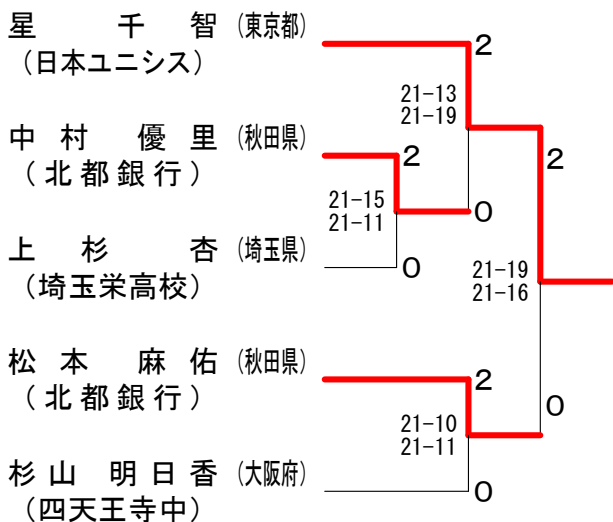 星 千 智 (東京都)
(日本ユニシス)
2
21-13
21-19
中 村 優 里 (秋田県)
(北都銀行)
2
2
21-15
21-11
0
上 杉 杏 (埼玉県)
(埼玉栄高校)
0
21-19
21-16
松 本 麻 佑 (秋田県)
(北都銀行)
2
0
21-10
21-11
杉 山 明 日 香 (大阪府)
(四天王寺中)
0